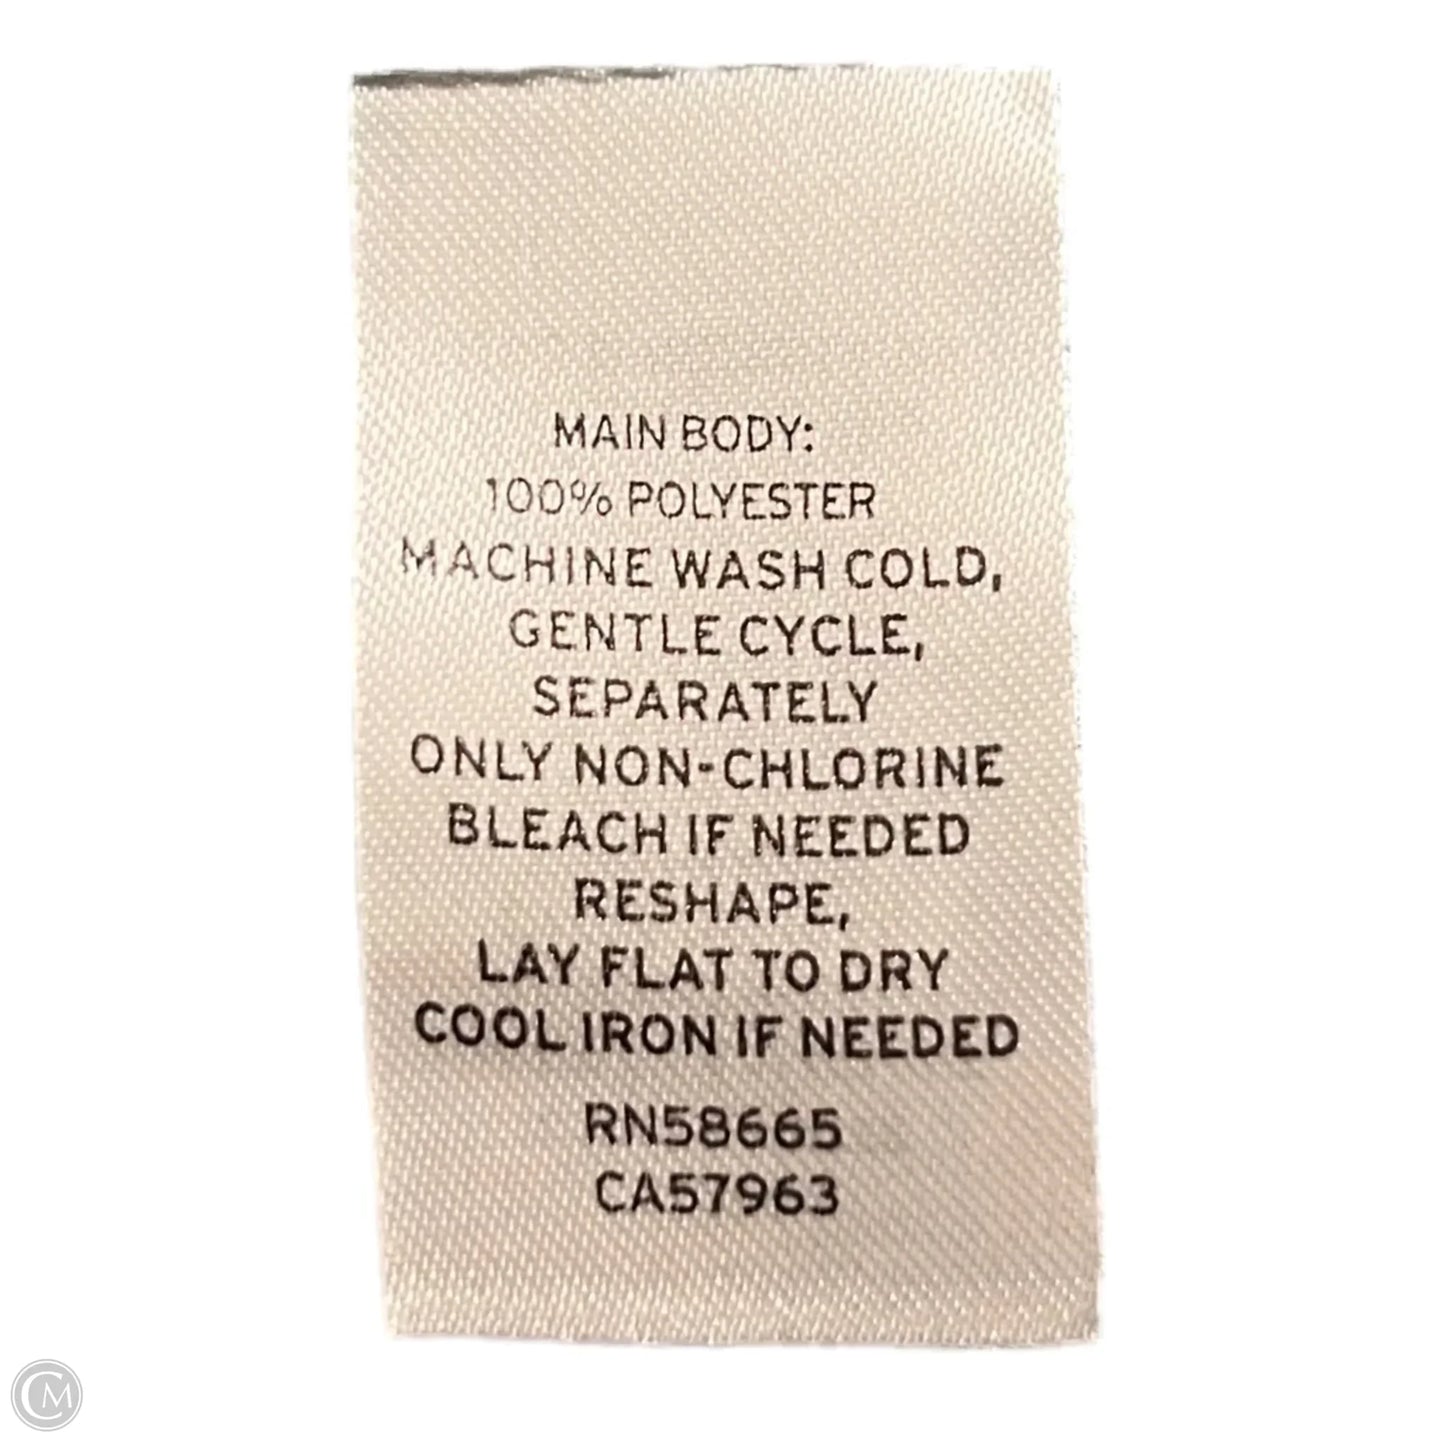 MAIN BODY:
100% POLYESTER
MACHINE WASH COLD,
GENTLE CYCLE,
SEPARATELY
ONLY NON-CHLORINE
BLEACH IF NEEDED
RESHAPE,
LAY FLAT TO DRY
COOL IRON IF NEEDED
RN58665
CA57963
CM